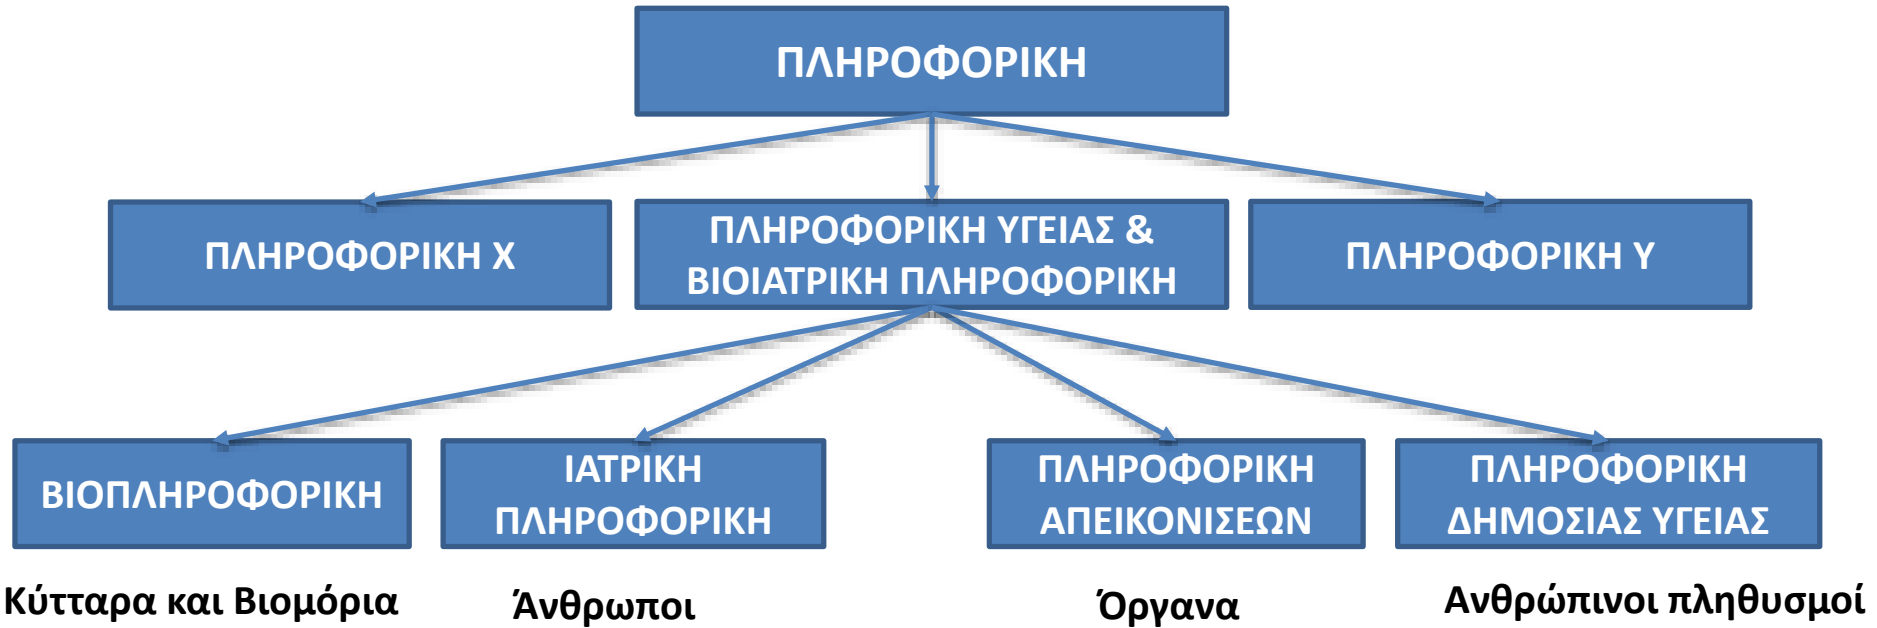 ΠΛΗΡΟΦΟΡΙΚΗ
ΠΛΗΡΟΦΟΡΙΚΗ Χ
ΠΛΗΡΟΦΟΡΙΚΗ ΥΓΕΙΑΣ &
ΒΙΟΙΑΤΡΙΚΗ ΠΛΗΡΟΦΟΡΙΚΗ
ΠΛΗΡΟΦΟΡΙΚΗ Υ
ΒΙΟΠΛΗΡΟΦΟΡΙΚΗ
ΙΑΤΡΙΚΗ
ΠΛΗΡΟΦΟΡΙΚΗ
ΠΛΗΡΟΦΟΡΙΚΗ
ΑΠΕΙΚΟΝΙΣΕΩΝ
ΠΛΗΡΟΦΟΡΙΚΗ
ΔΗΜΟΣΙΑΣ ΥΓΕΙΑΣ
Κύτταρα και Βιομόρια
Άνθρωποι
Όργανα
Ανθρώπινοι πληθυσμοί